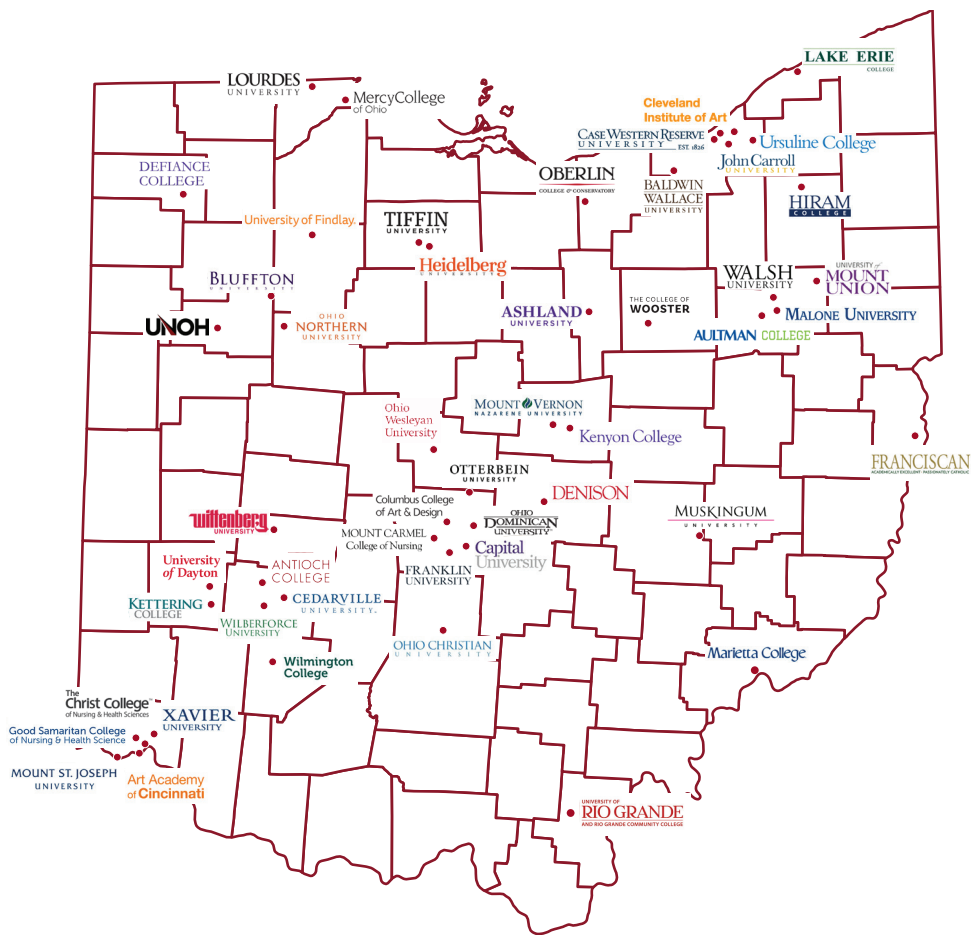 LAKE ERIE
COLLEGE
LOURDES
UNIVERSITY
MercyCollege
of Ohio
Cleveland
Institute of Art
CASE WESTERN RESERVE
UNIVERSITY EST. 1826
Ursuline College
John Carroll
UNIVERSITY
DEFIANCE
COLLEGE
OBERLIN
COLLEGE & CONSERVATORY
BALDWIN
WALLACE
UNIVERSITY
HIRAM
COLLEGE
University of Findlay.
TIFFIN
UNIVERSITY
Heidelberg
UNIVERSITY
BLUFFTON
UNIVERSITY
WALSH
UNIVERSITY
UNIVERSITY of
MOUNT
UNION
UNOH
OHIO
NORTHERN
UNIVERSITY
ASHLAND
UNIVERSITY
THE COLLEGE OF
WOOSTER
MALONE UNIVERSITY
AULTMAN COLLEGE
Ohio
Wesleyan
University
MOUNT VERNON
NAZARENE UNIVERSITY
Kenyon College
OTTERBEIN
UNIVERSITY
FRANCISCAN
ACADEMICALLY EXCELLENT · PASSIONATELY CATHOLIC
DENISON
Columbus College
of Art & Design
OHIO
DOMINICAN
UNIVERSITY
MUSKINGUM
UNIVERSITY
Wittenberg
UNIVERSITY
MOUNT CARMEL
College of Nursing
Capital
University
University
of Dayton
ANTIOCH
COLLEGE
FRANKLIN
UNIVERSITY
KETTERING
COLLEGE
CEDARVILLE
UNIVERSITY.
WILBERFORCE
UNIVERSITY
OHIO CHRISTIAN
UNIVERSITY
Marietta College
Wilmington
College
The
Christ College™
of Nursing & Health Sciences
XAVIER
UNIVERSITY
Good Samaritan College
of Nursing & Health Science
MOUNT ST. JOSEPH
UNIVERSITY
Art Academy
of Cincinnati
UNIVERSITY OF
RIO GRANDE
AND RIO GRANDE COMMUNITY COLLEGE